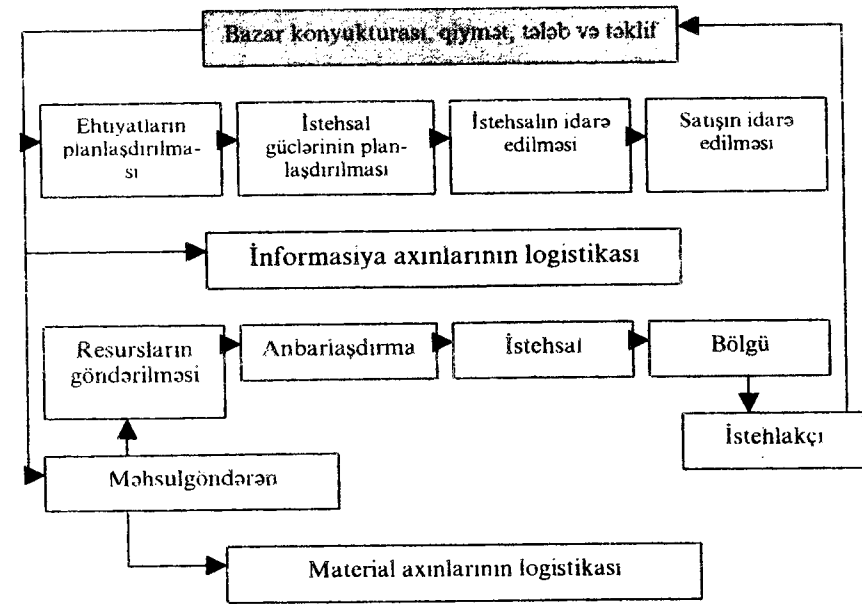 Bazar konyukturası, qiymət, tələb və təklif
Ehtiyatların
planlaşdırılma-
sı
İstehsal
güclərinin plan-
laşdırılması
İstehsalın idarə
edilməsi
Satışın idarə
edilməsi
İnformasiya axınlarının logistikası
Resursların
göndərilməsi
Anbarlaşdırma
İstehsal
Bölgü
İstehlakçı
Məhsulgöndərən
Material axınlarının logistikası